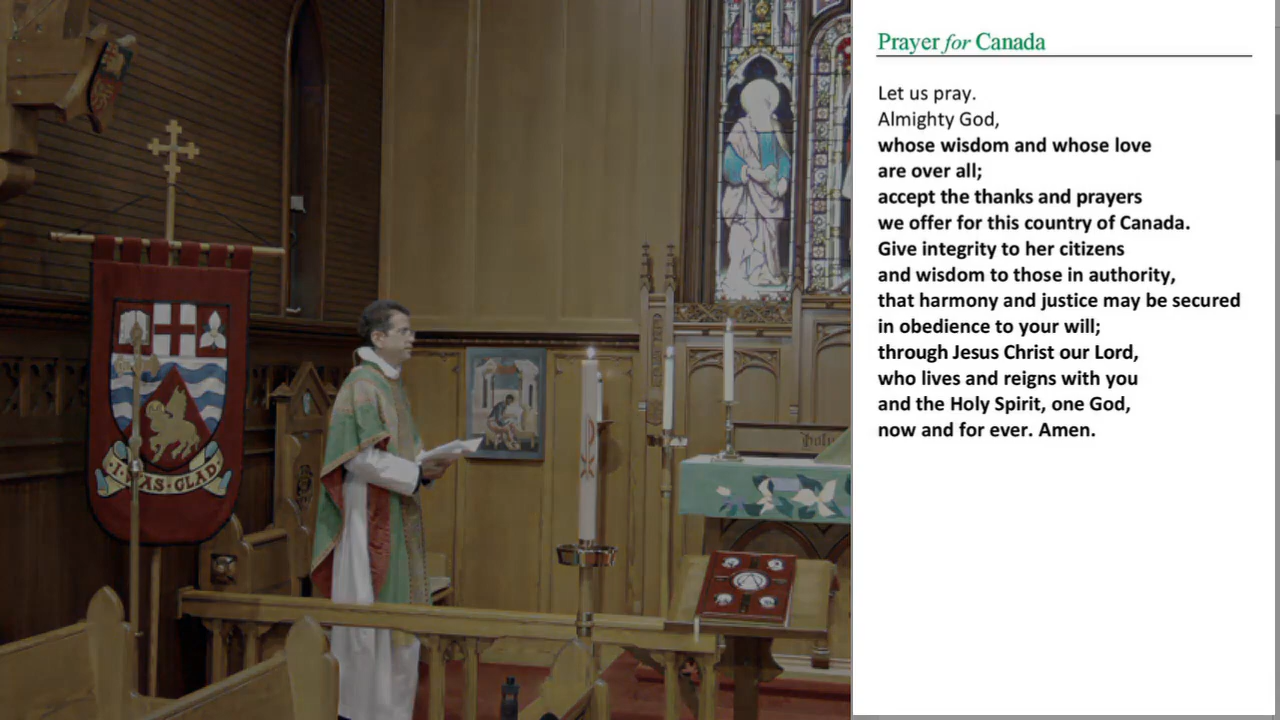 Prayer for Canada
Let us pray.
Almighty God,
whose wisdom and whose love
are over all;
accept the thanks and prayers
we offer for this country of Canada.
Give integrity to her citizens
and wisdom to those in authority,
that harmony and justice may be secured
in obedience to your will;
through Jesus Christ our Lord,
who lives and reigns with you
and the Holy Spirit, one God,
now and for ever. Amen.
·I·WAS·GLAD·
holy